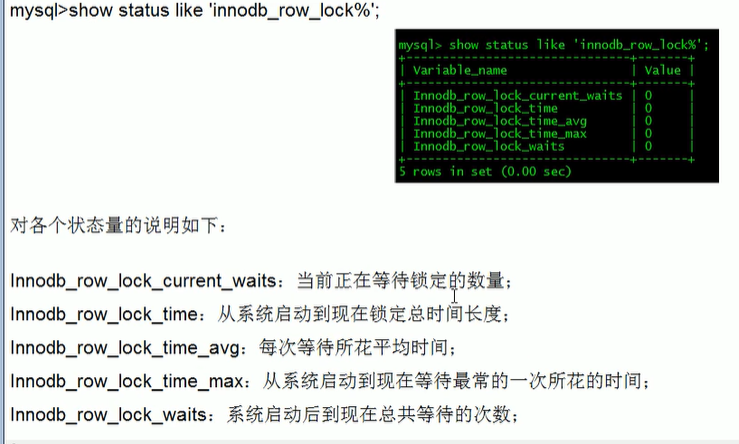 mysql>show status like 'innodb_row_lock%';
mysql> show status like 'innodb_row_lock%';
+-------------------------------+-------+
| Variable_name | Value |
+-------------------------------+-------+
| Innodb_row_lock_current_waits | 0 |
| Innodb_row_lock_time | 0 |
| Innodb_row_lock_time_avg | 0 |
| Innodb_row_lock_time_max | 0 |
| Innodb_row_lock_waits | 0 |
+-------------------------------+-------+
5 rows in set (0.00 sec)
对各个状态量的说明如下：
Innodb_row_lock_current_waits：当前正在等待锁定的数量；
Innodb_row_lock_time：从系统启动到现在锁定总时间长度；
Innodb_row_lock_time_avg：每次等待所花平均时间；
Innodb_row_lock_time_max：从系统启动到现在等待最常的一次所花的时间；
Innodb_row_lock_waits：系统启动后到现在总共等待的次数；